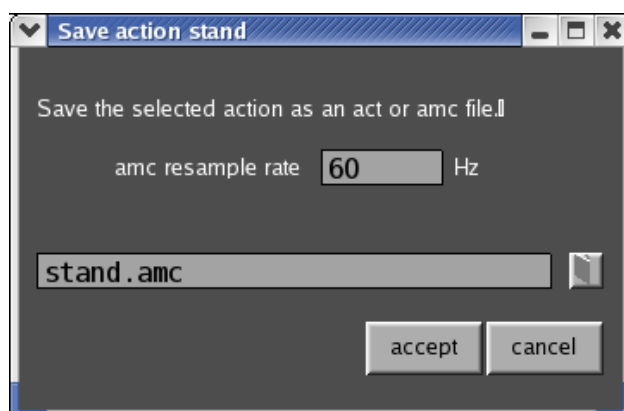 Save action stand
Save the selected action as an act or amc file.
amc resample rate 60 Hz
stand.amc
accept cancel